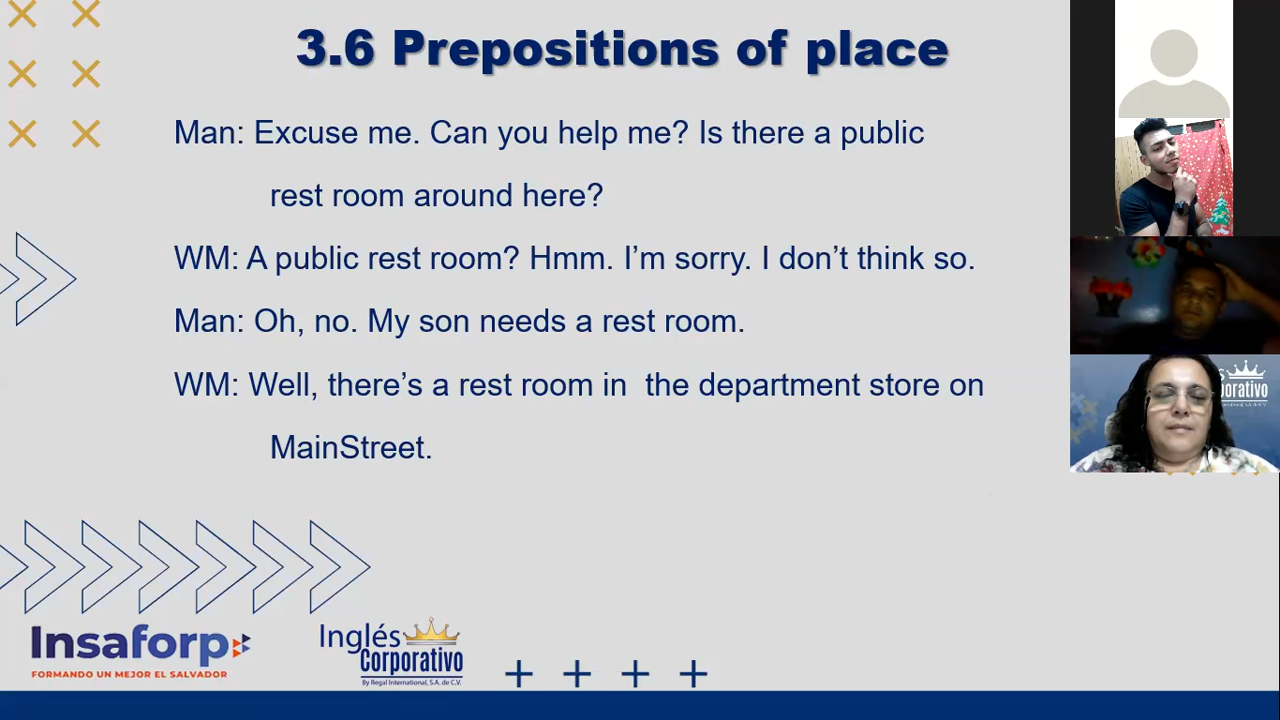 3.6 Prepositions of place
Man: Excuse me. Can you help me? Is there a public
rest room around here?
WM: A public rest room? Hmm. I’m sorry. I don’t think so.
Man: Oh, no. My son needs a rest room.
WM: Well, there’s a rest room in the department store on
MainStreet.
Insaforp
FORMANDO UN MEJOR EL SALVADOR
Inglés
Corporativo
By Regal International, S.A. de C.V.